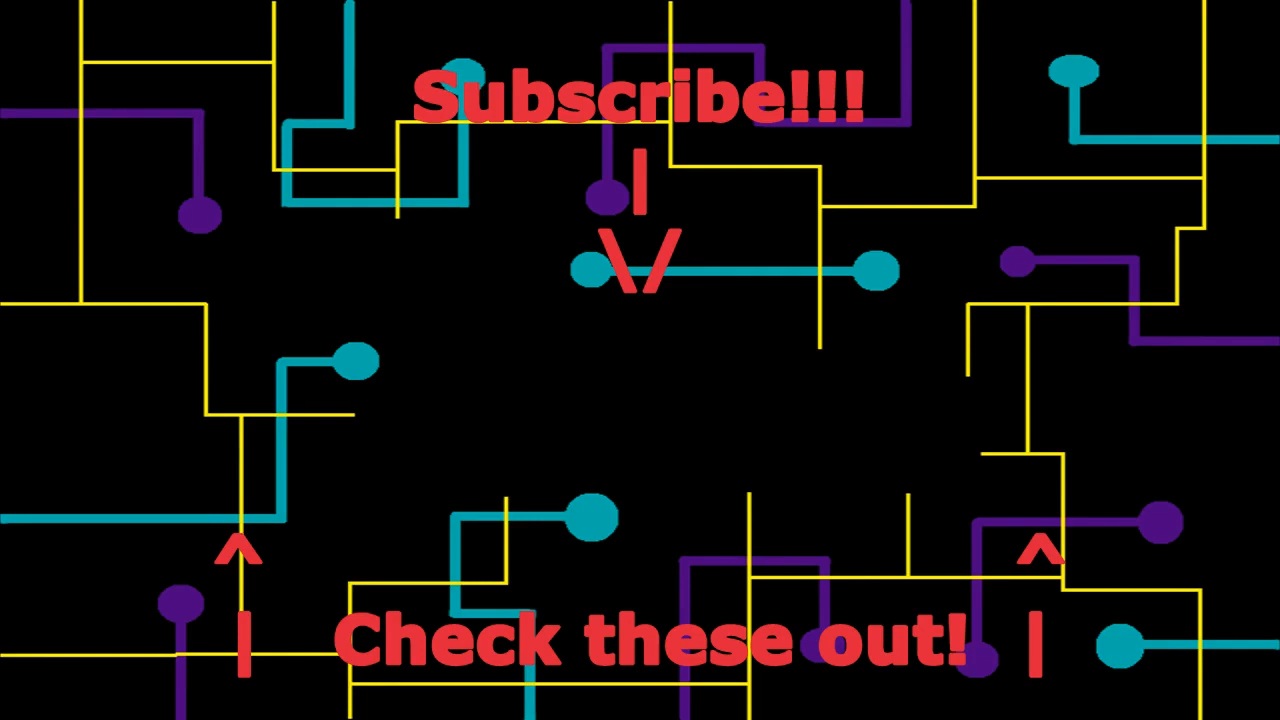 Subscribe!!!
|
\/
^ ^
| Check these out! |